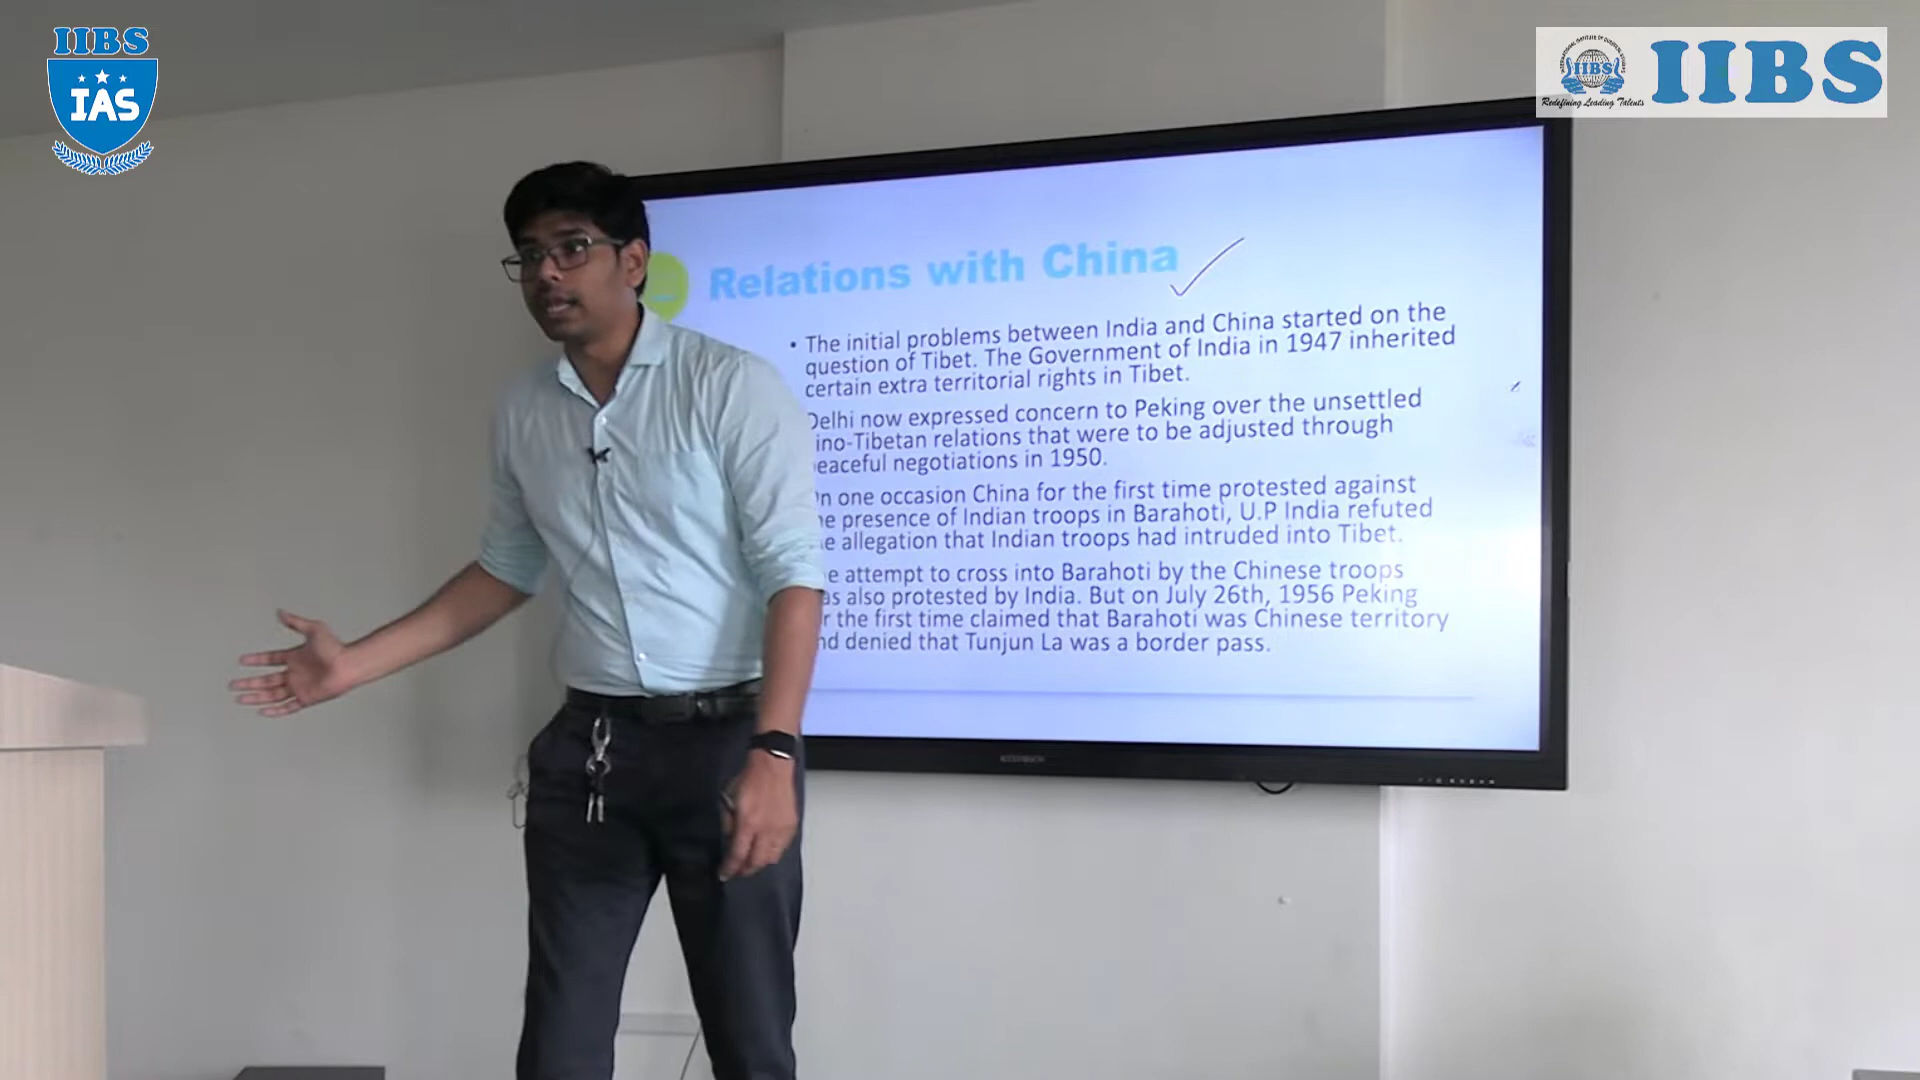 IIBS
IAS
IIBS
Redefining Leading Talents
IIBS
Relations with China
• The initial problems between India and China started on the
question of Tibet. The Government of India in 1947 inherited
certain extra territorial rights in Tibet.
Delhi now expressed concern to Peking over the unsettled
ino-Tibetan relations that were to be adjusted through
eaceful negotiations in 1950.
n one occasion China for the first time protested against
e presence of Indian troops in Barahoti, U.P India refuted
e allegation that Indian troops had intruded into Tibet.
e attempt to cross into Barahoti by the Chinese troops
as also protested by India. But on July 26th, 1956 Peking
r the first time claimed that Barahoti was Chinese territory
nd denied that Tunjun La was a border pass.